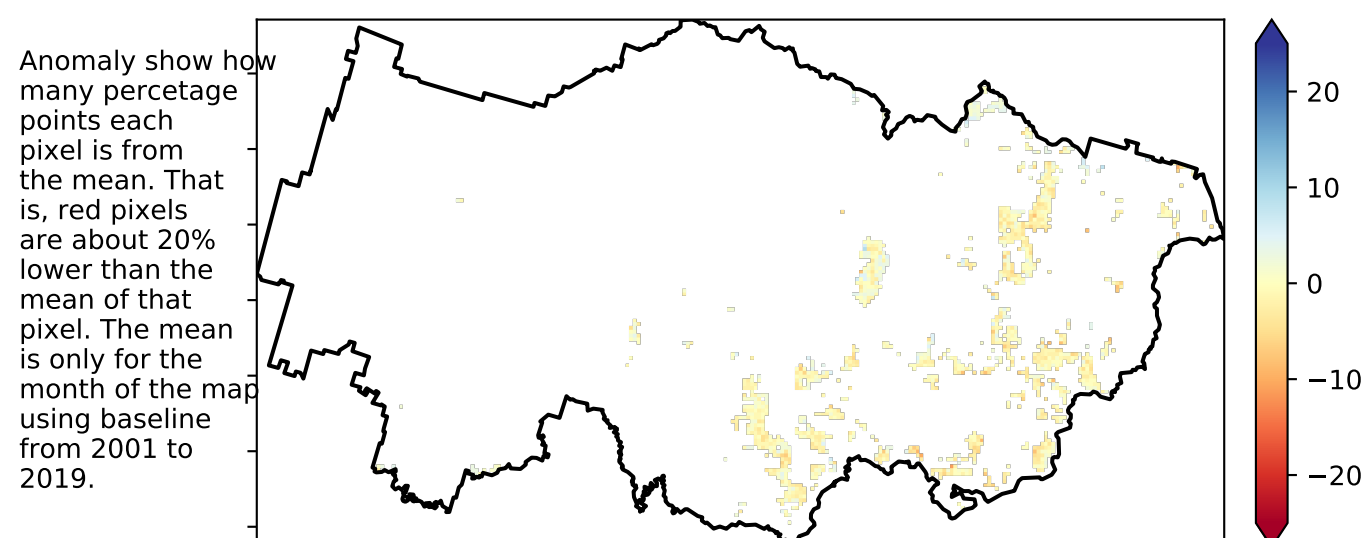 Anomaly show how
many percetage
points each
pixel is from
the mean. That
is, red pixels
are about 20%
lower than the
mean of that
pixel. The mean
is only for the
month of the map
using baseline
from 2001 to
2019.
20
10
0
−10
−20